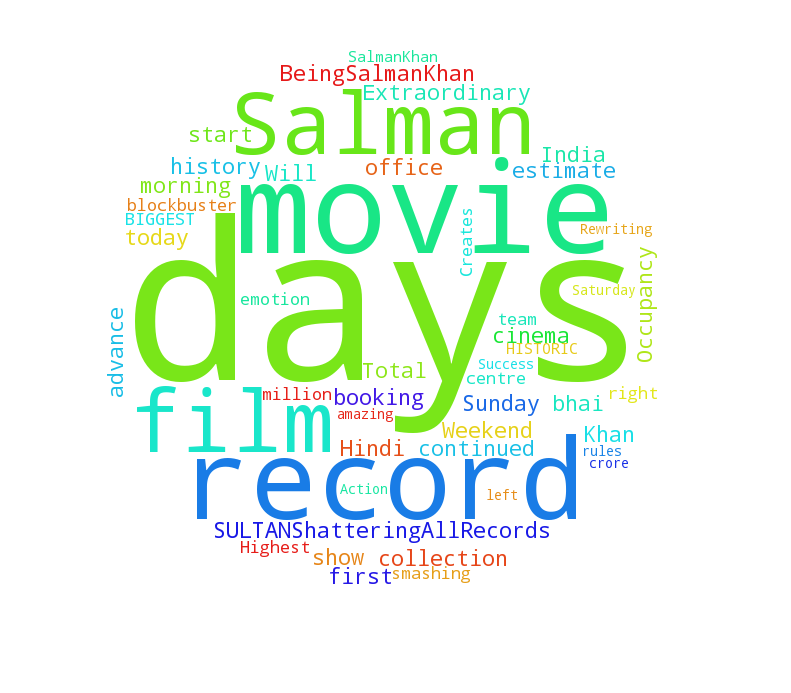 SalmanKhan
BeingSalmanKhan
Extraordinary
Salman
start
office
India
history
Will
estimate
morning
movie
blockbuster
BIGGEST
Creates
Rewriting
today
days
Occupancy
emotion
Saturday
advance
team
cinema
HISTORIC
Success
Total
centre
film
million
booking
amazing
Sunday
bhai
right
Weekend
Khan
Hindi
continued
rules
record
crore
Action
left
SULTANShatteringAllRecords
Highest
show
collection
first
smashing